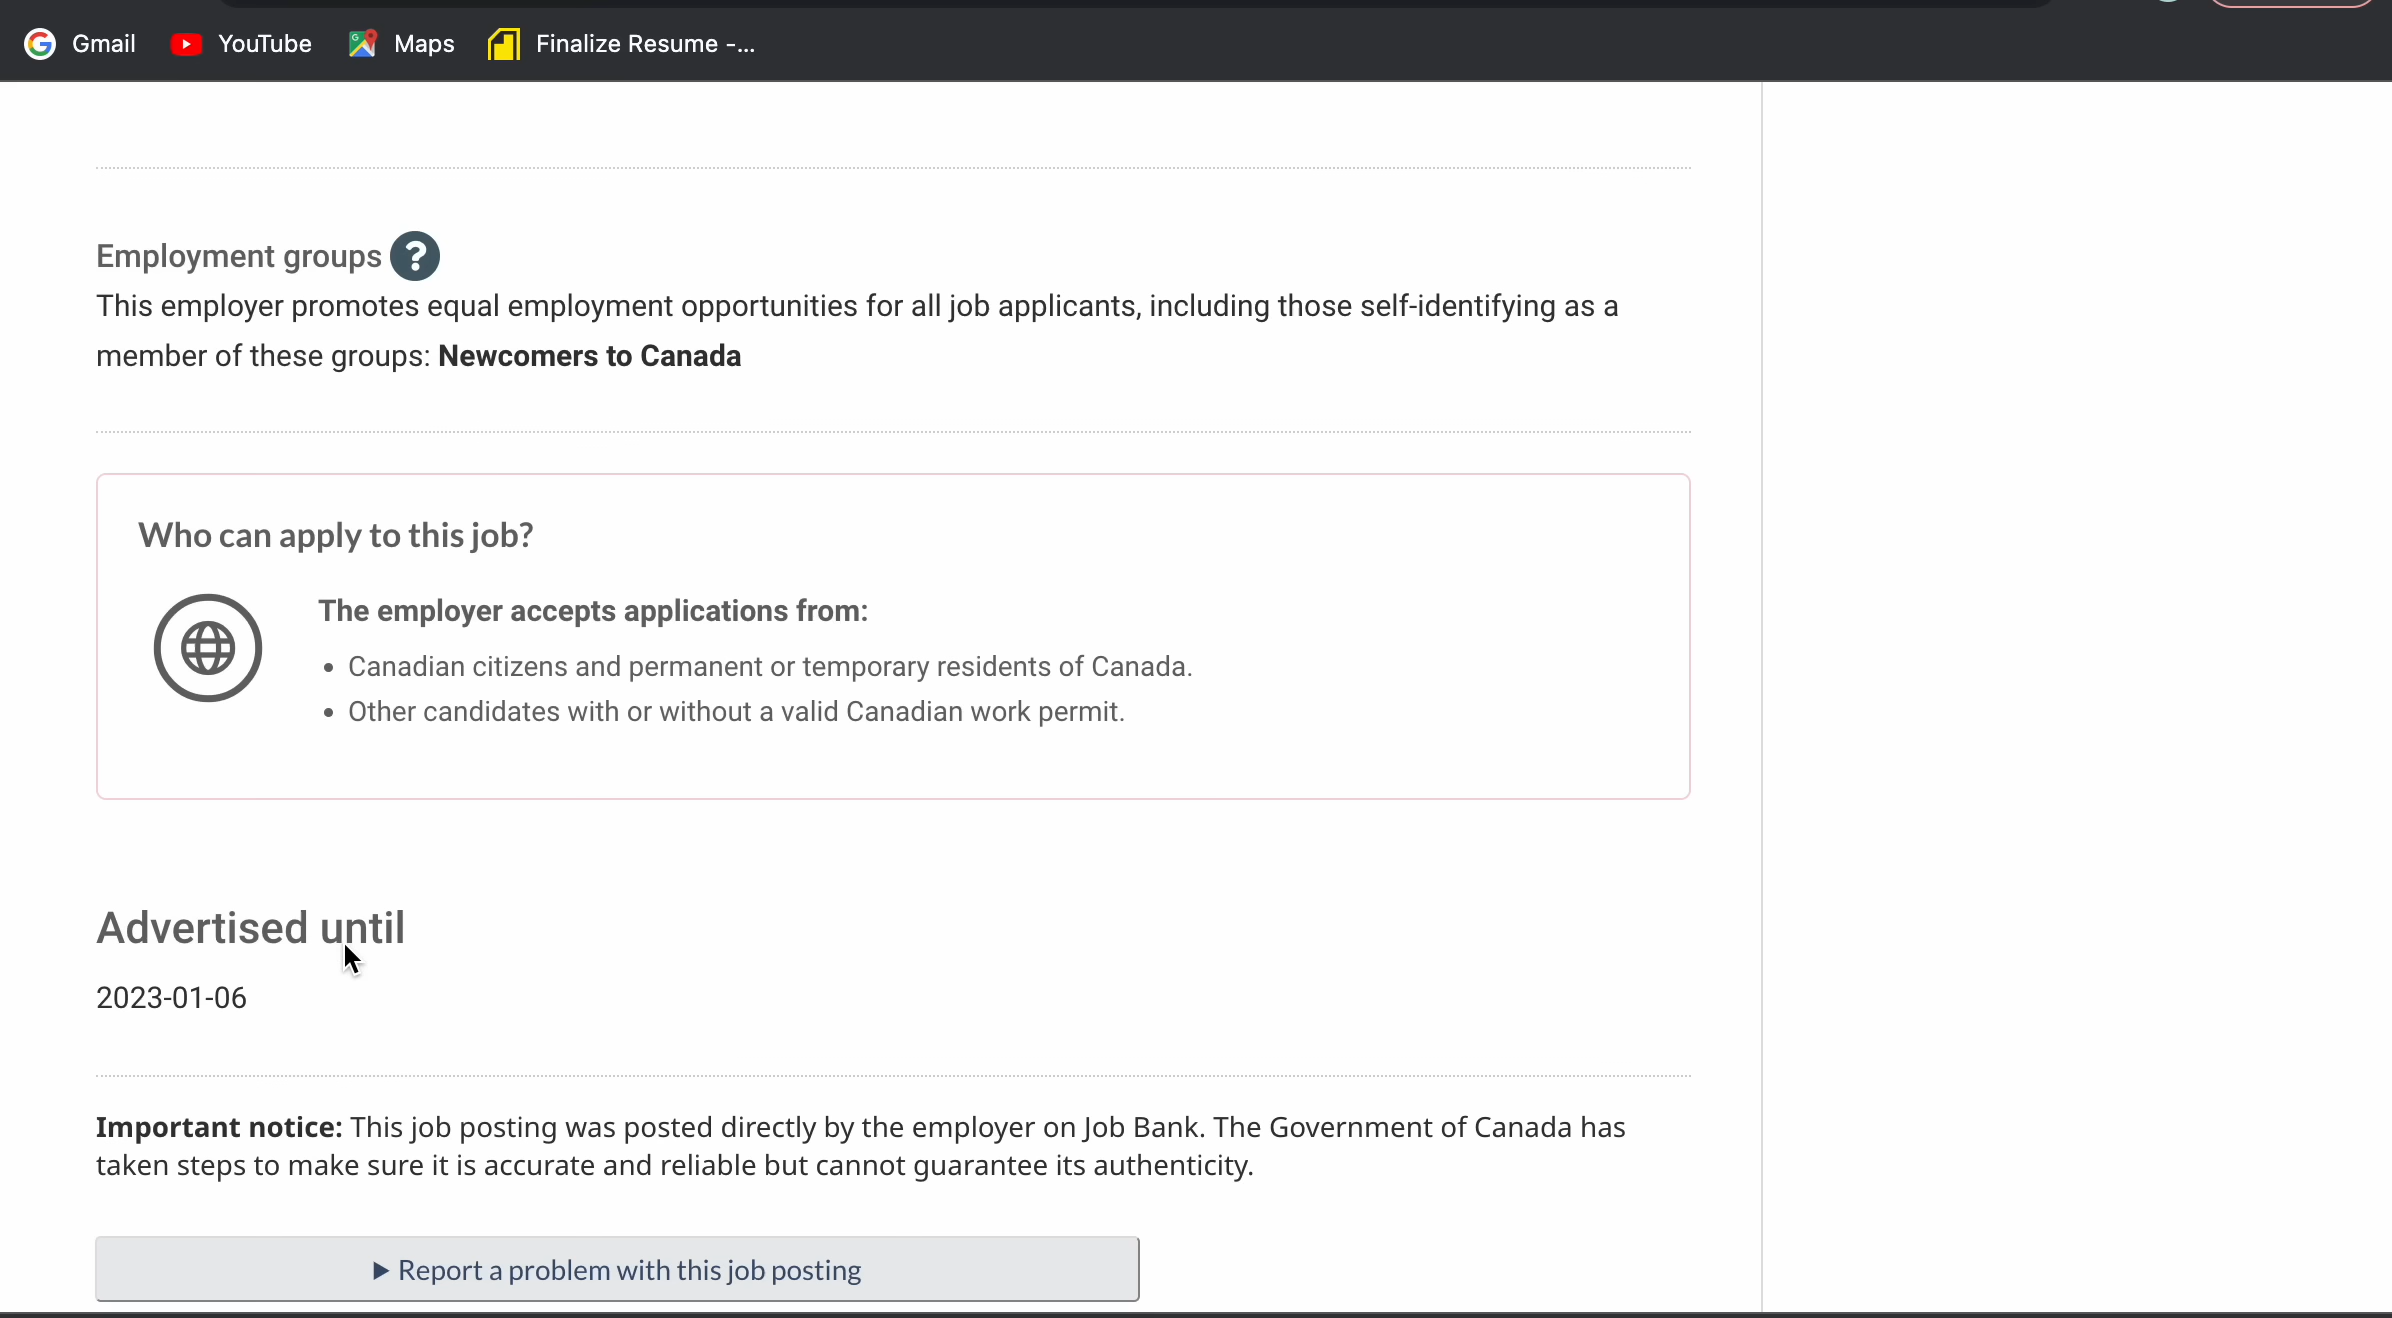 Gmail YouTube Maps Finalize Resume -...
Employment groups ?
This employer promotes equal employment opportunities for all job applicants, including those self-identifying as a
member of these groups: Newcomers to Canada
Who can apply to this job?
The employer accepts applications from:
• Canadian citizens and permanent or temporary residents of Canada.
• Other candidates with or without a valid Canadian work permit.
Advertised until
2023-01-06
Important notice: This job posting was posted directly by the employer on Job Bank. The Government of Canada has
taken steps to make sure it is accurate and reliable but cannot guarantee its authenticity.
▶ Report a problem with this job posting